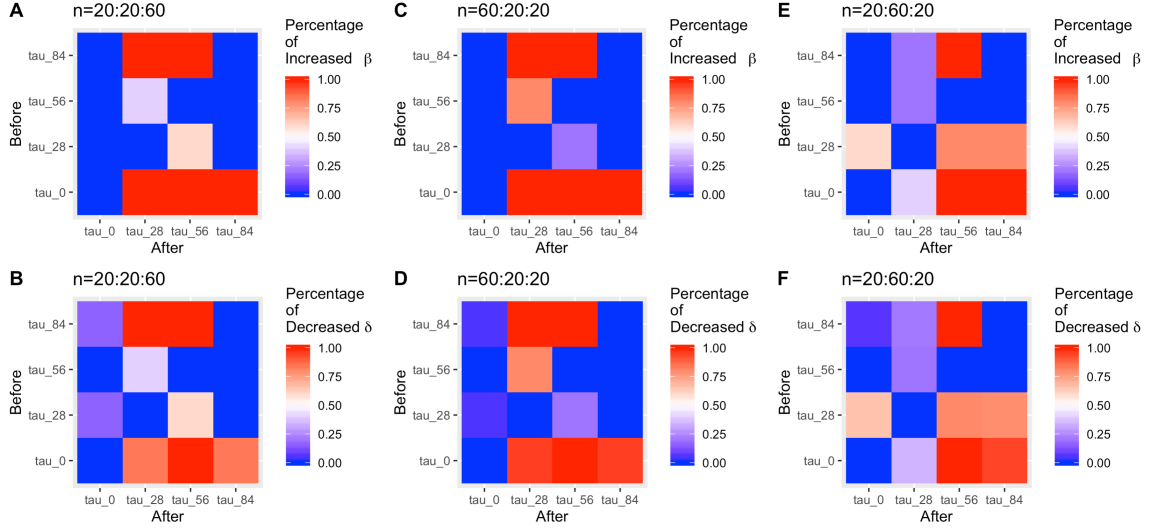 A
n=20:20:60
Percentage
of
Increased β
1.00
0.75
0.50
0.25
0.00
Before
tau_84
tau_56
tau_28
tau_0
tau_0 tau_28 tau_56 tau_84
After
C
n=60:20:20
Percentage
of
Increased β
1.00
0.75
0.50
0.25
0.00
Before
tau_84
tau_56
tau_28
tau_0
tau_0 tau_28 tau_56 tau_84
After
E
n=20:60:20
Percentage
of
Increased β
1.00
0.75
0.50
0.25
0.00
Before
tau_84
tau_56
tau_28
tau_0
tau_0 tau_28 tau_56 tau_84
After
B
n=20:20:60
Percentage
of
Decreased δ
1.00
0.75
0.50
0.25
0.00
Before
tau_84
tau_56
tau_28
tau_0
tau_0 tau_28 tau_56 tau_84
After
D
n=60:20:20
Percentage
of
Decreased δ
1.00
0.75
0.50
0.25
0.00
Before
tau_84
tau_56
tau_28
tau_0
tau_0 tau_28 tau_56 tau_84
After
F
n=20:60:20
Percentage
of
Decreased δ
1.00
0.75
0.50
0.25
0.00
Before
tau_84
tau_56
tau_28
tau_0
tau_0 tau_28 tau_56 tau_84
After